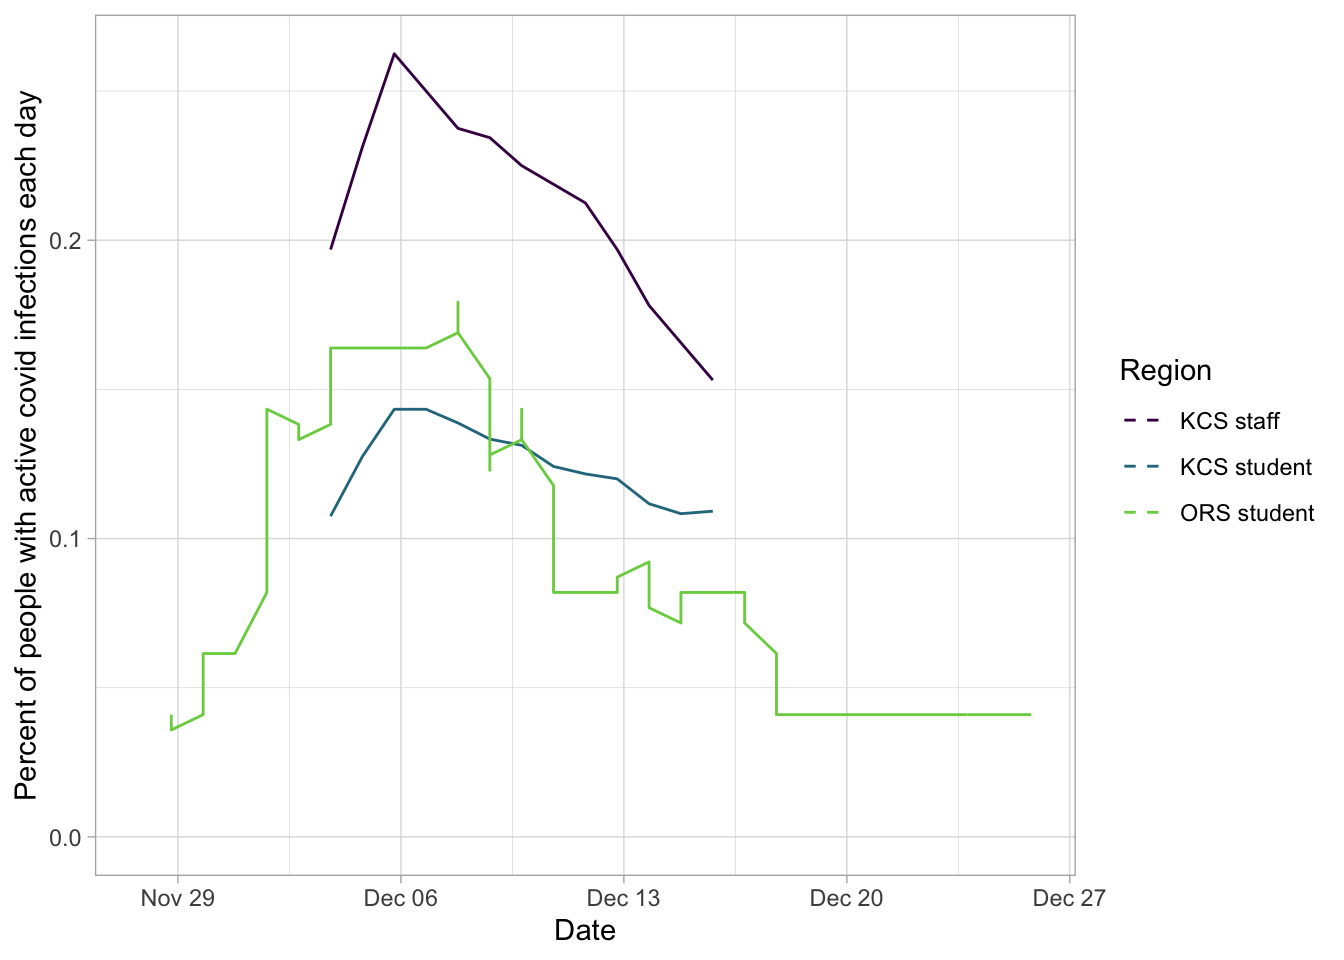 Percent of people with active covid infections each day
0.2
0.1
0.0
Nov 29
Dec 06
Dec 13
Dec 20
Dec 27
Date
Region
KCS staff
KCS student
ORS student